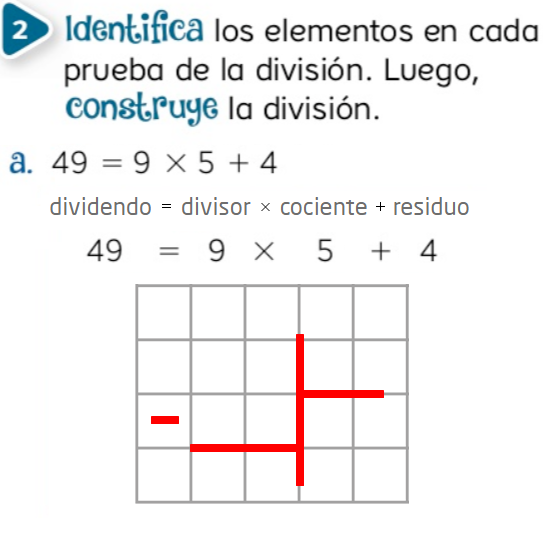 2 Identifica los elementos en cada
prueba de la división. Luego,
construye la división.
a. 49 = 9 × 5 + 4
dividendo = divisor × cociente + residuo
49 = 9 × 5 + 4